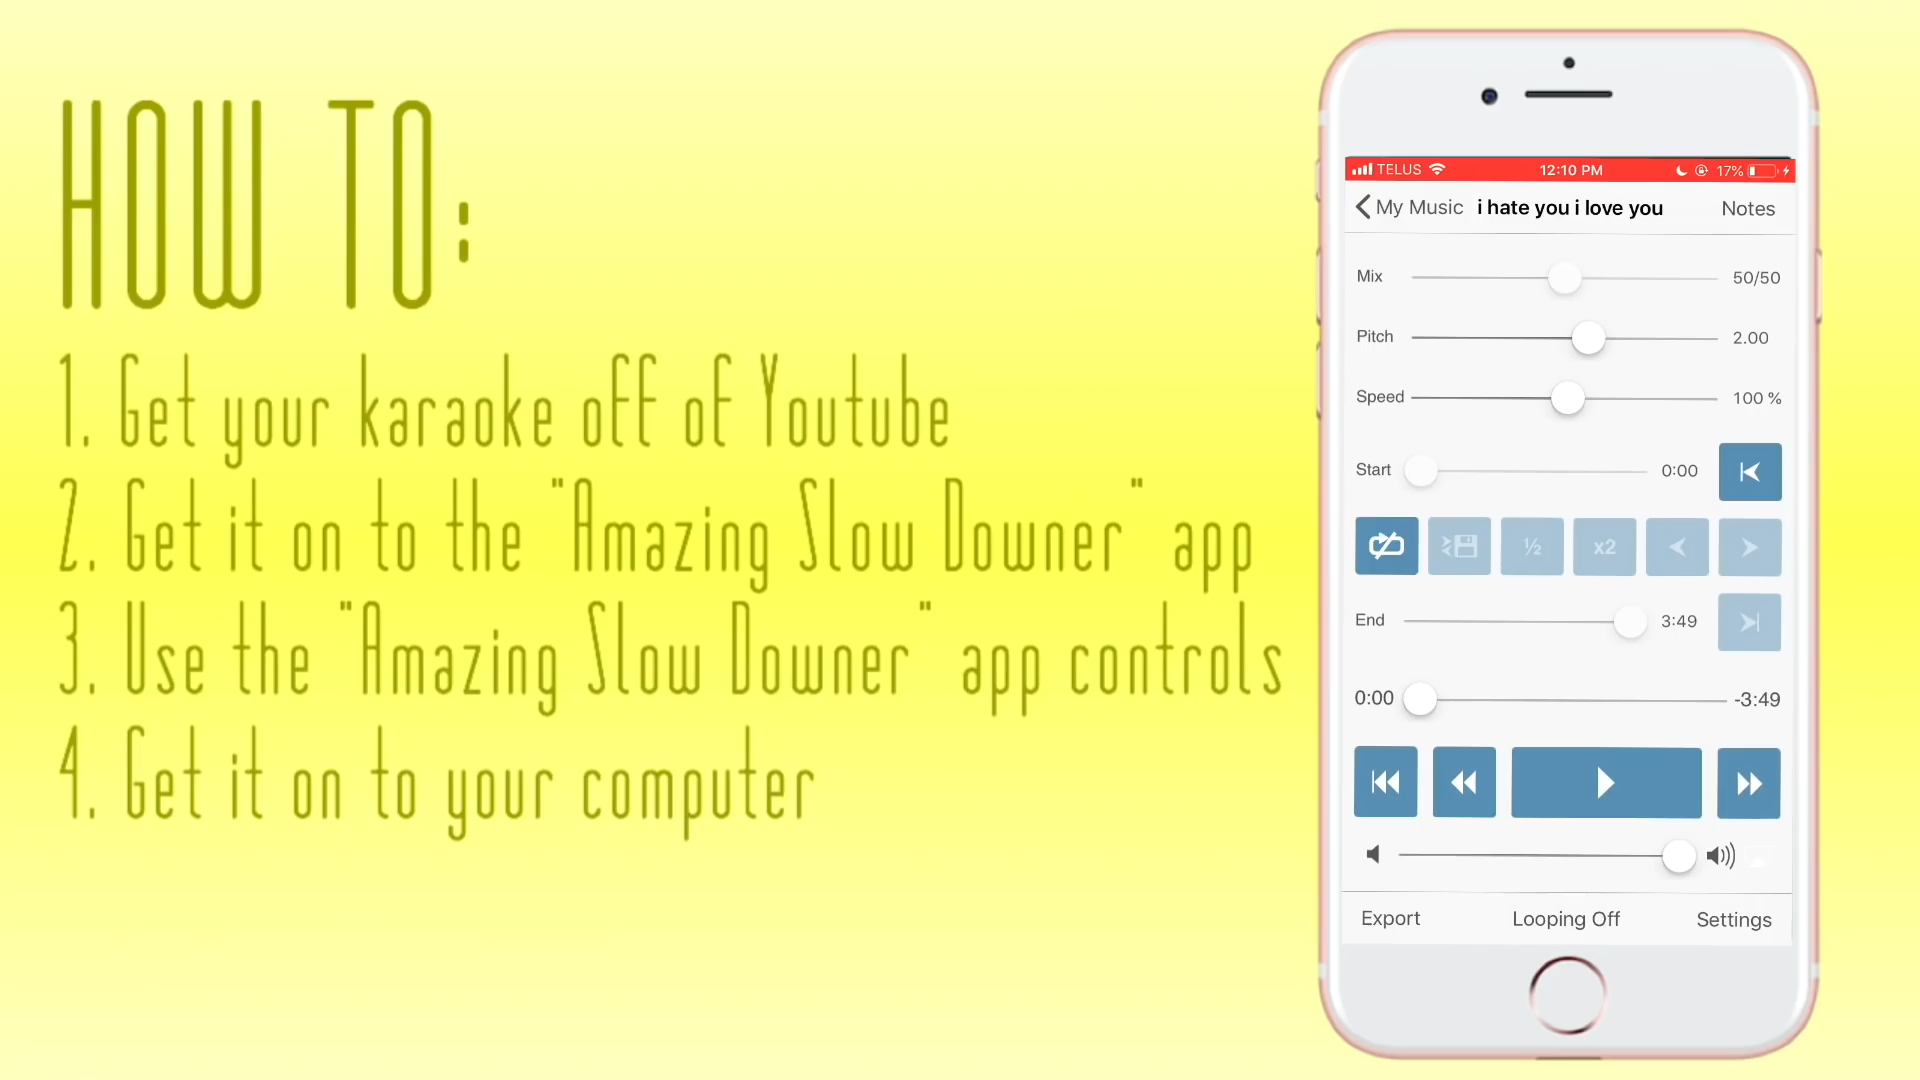 HOW TO:
1. Get your karaoke off of Youtube
2. Get it on to the "Amazing Slow Downer" app
3. Use the "Amazing Slow Downer" app controls
4. Get it on to your computer
TELUS 12:10 PM 17%
My Music i hate you i love you Notes
Mix 50/50
Pitch 2.00
Speed 100 %
Start 0:00
½ x2
End 3:49
0:00 -3:49
Export Looping Off Settings